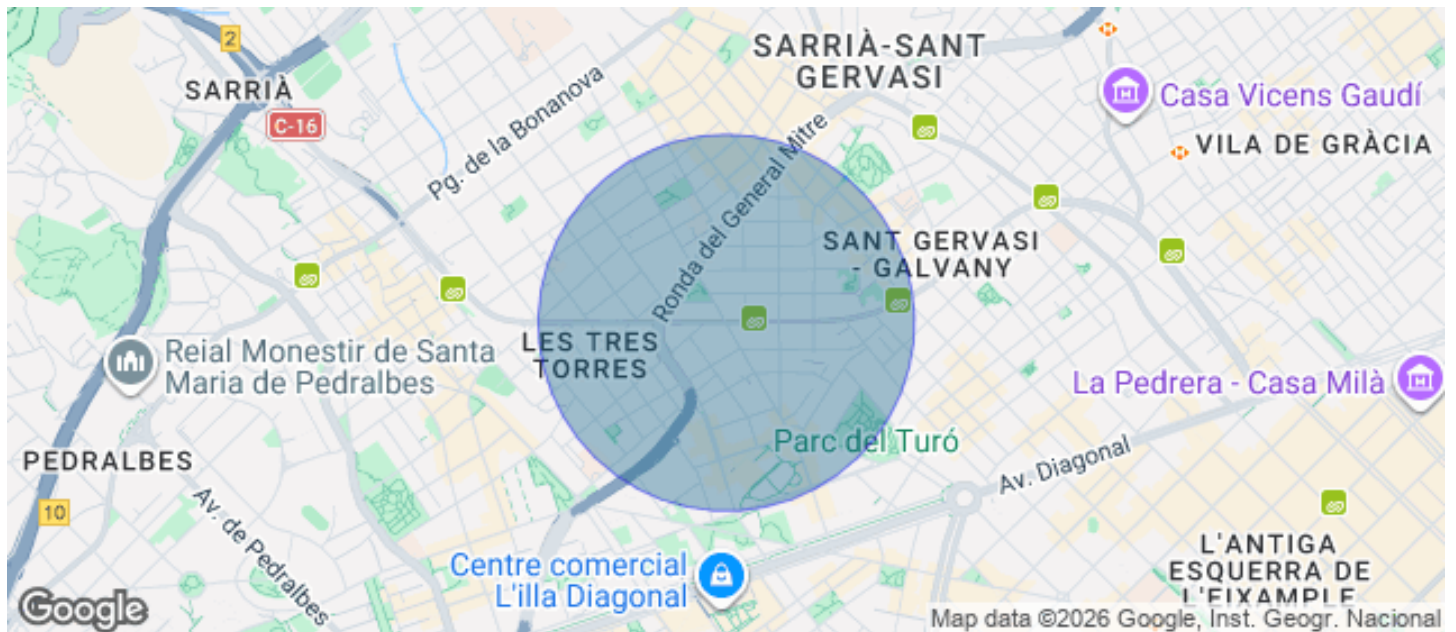 2
SARRIÀ
C-16
Pg. de la Bonanova
SARRIÀ-SANT
GERVASI
Casa Vicens Gaudí
VILA DE GRÀCIA
Ronda del General Mitre
SANT GERVASI
- GALVANY
LES TRES
TORRES
Reial Monestir de Santa
Maria de Pedralbes
La Pedrera - Casa Milà
Parc del Turó
PEDRALBES
Av. Diagonal
10
Av. de Pedralbes
Centre comercial
L'illa Diagonal
L'ANTIGA
ESQUERRA DE
L'EIXAMPLE
Google
Map data ©2026 Google, Inst. Geogr. Nacional